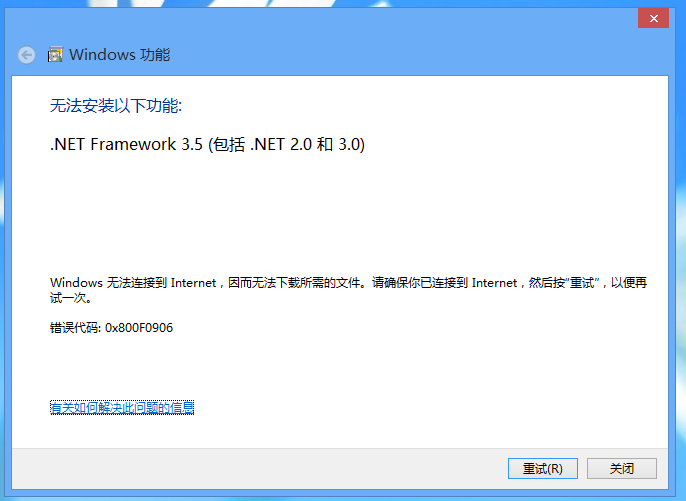 Windows 功能
无法安装以下功能:
.NET Framework 3.5 (包括 .NET 2.0 和 3.0)
Windows 无法连接到 Internet，因而无法下载所需的文件。请确保你已连接到 Internet，然后按"重试"，以便再
试一次。
错误代码: 0x800F0906
有关如何解决此问题的信息
重试(R)
关闭